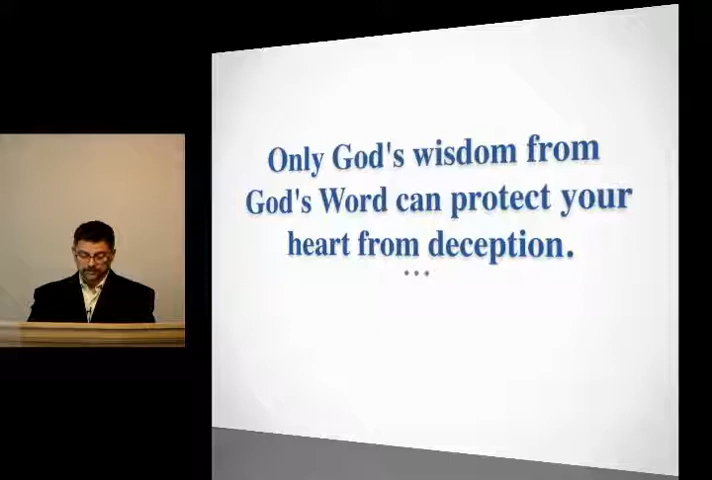 Only God's wisdom from
God's Word can protect your
heart from deception.
...